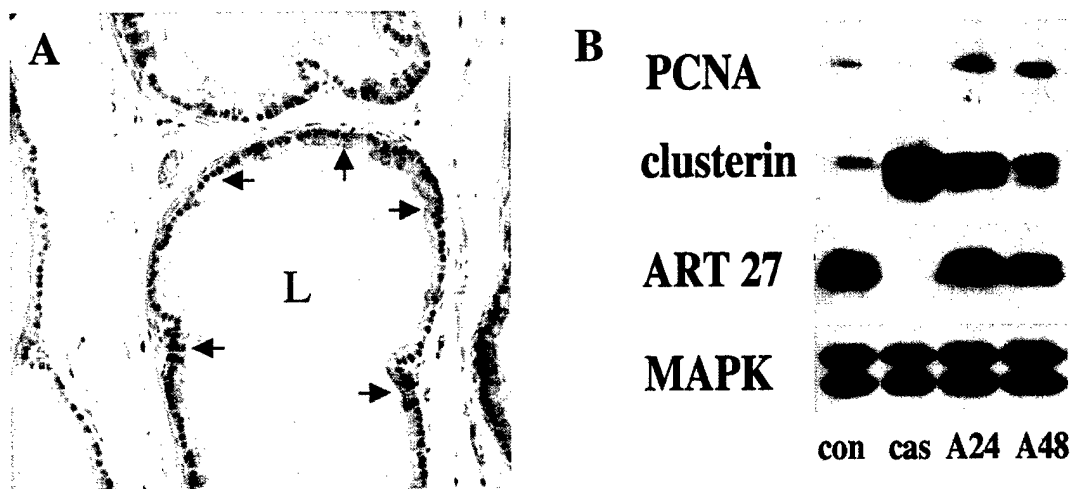 A
L
B
PCNA
clusterin
ART 27
MAPK
con cas A24 A48